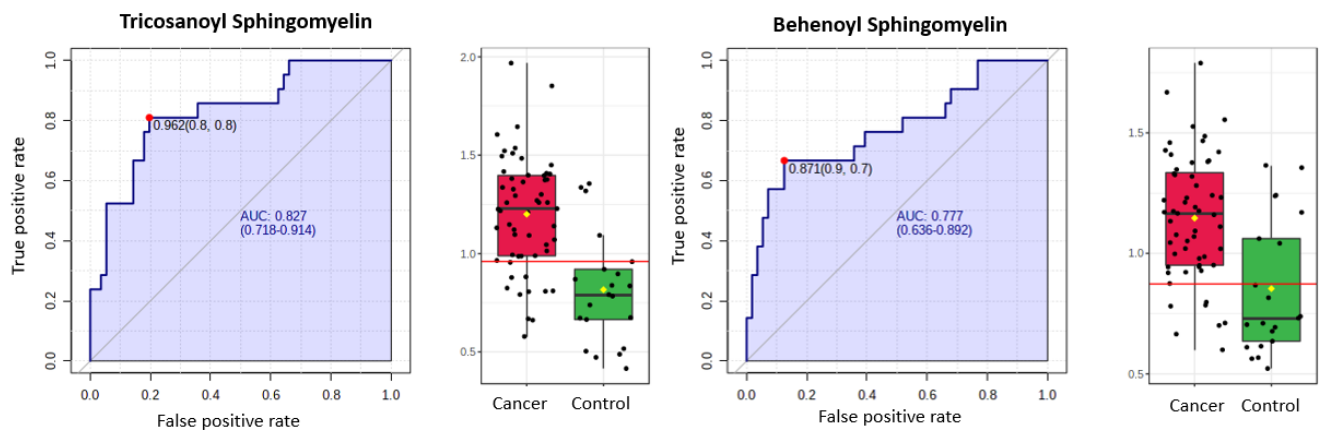 Tricosanoyl Sphingomyelin
True positive rate
1.0
0.8
0.6
0.4
0.2
0.0
0.962(0.8, 0.8)
AUC: 0.827
(0.718-0.914)
0.0 0.2 0.4 0.6 0.8 1.0
False positive rate
2.0
1.5
1.0
0.5
Cancer Control
Behenoyl Sphingomyelin
True positive rate
1.0
0.8
0.6
0.4
0.2
0.0
0.871(0.9, 0.7)
AUC: 0.777
(0.636-0.892)
0.0 0.2 0.4 0.6 0.8 1.0
False positive rate
1.5
1.0
0.5
Cancer Control